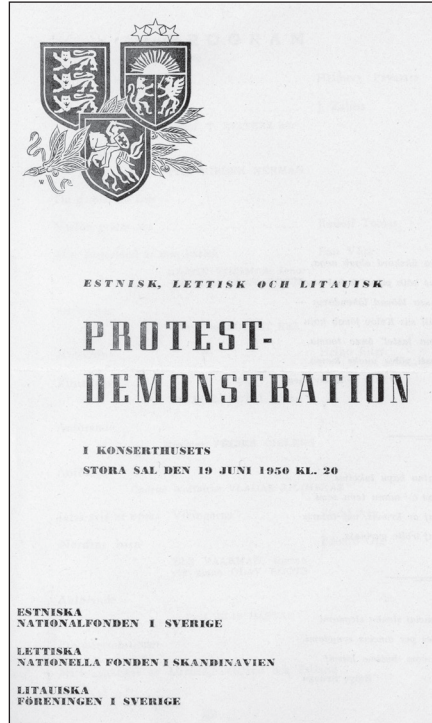 ESTNISK, LETTISK OCH LITAUISK
PROTEST-
DEMONSTRATION
I KONSERTHUSETS
STORA SAL DEN 19 JUNI 1950 KL. 20
ESTNISKA
NATIONALFONDEN I SVERIGE
LETTISKA
NATIONELLA FONDEN I SKANDINAVIEN
LITAUISKA
FÖRENINGEN I SVERIGE